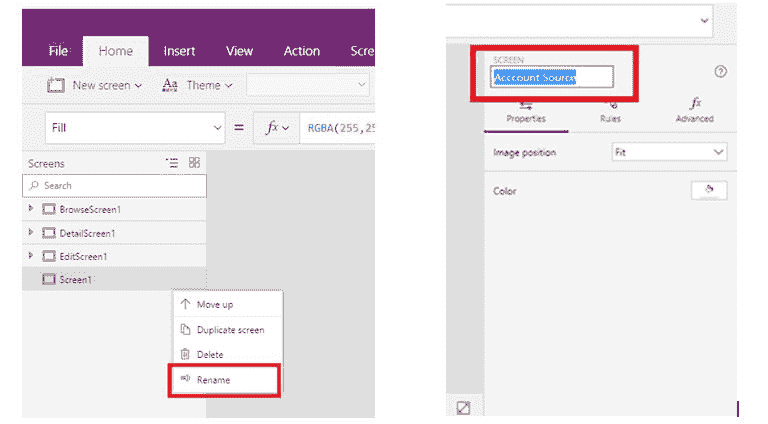 File Home Insert View Action Scre
New screen Theme
Fill = fx RGBA(255,25
Screens
Search
BrowseScreen1
DetailScreen1
EditScreen1
Screen1
Move up
Duplicate screen
Delete
Rename
SCREEN
Acccount Source
?
fx
Properties Rules Advanced
Image position Fit
Color